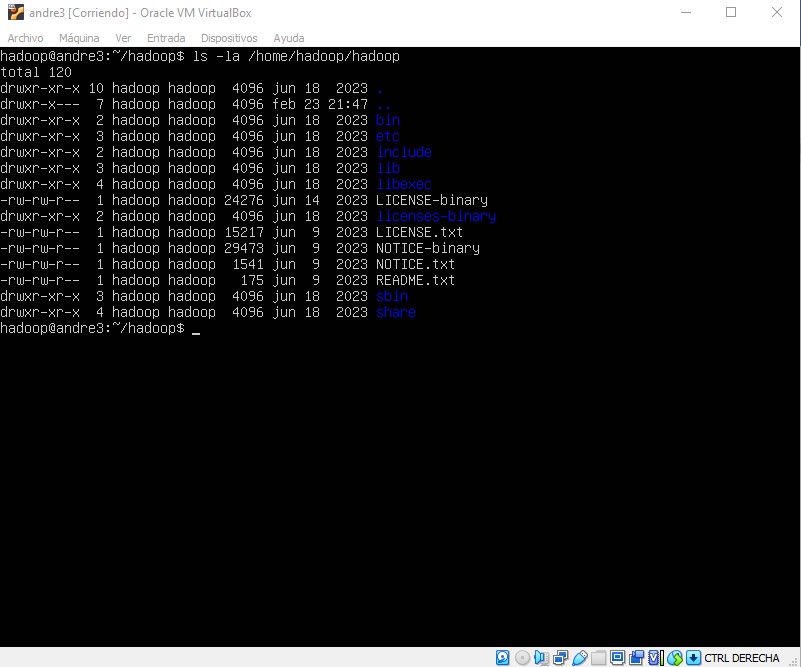 andre3 [Corriendo] - Oracle VM VirtualBox
Archivo Máquina Ver Entrada Dispositivos Ayuda
hadoop@andre3:~/hadoop$ ls -la /home/hadoop/hadoop
total 120
drwxr-xr-x 10 hadoop hadoop  4096 jun 18  2023 .
drwxr-x---  7 hadoop hadoop  4096 feb 23 21:47 ..
drwxr-xr-x  2 hadoop hadoop  4096 jun 18  2023 bin
drwxr-xr-x  3 hadoop hadoop  4096 jun 18  2023 etc
drwxr-xr-x  2 hadoop hadoop  4096 jun 18  2023 include
drwxr-xr-x  3 hadoop hadoop  4096 jun 18  2023 lib
drwxr-xr-x  4 hadoop hadoop  4096 jun 18  2023 libexec
-rw-rw-r--  1 hadoop hadoop 24276 jun 14  2023 LICENSE-binary
drwxr-xr-x  2 hadoop hadoop  4096 jun 18  2023 licenses-binary
-rw-rw-r--  1 hadoop hadoop 15217 jun  9  2023 LICENSE.txt
-rw-rw-r--  1 hadoop hadoop 29473 jun  9  2023 NOTICE-binary
-rw-rw-r--  1 hadoop hadoop  1541 jun  9  2023 NOTICE.txt
-rw-rw-r--  1 hadoop hadoop   175 jun  9  2023 README.txt
drwxr-xr-x  3 hadoop hadoop  4096 jun 18  2023 sbin
drwxr-xr-x  4 hadoop hadoop  4096 jun 18  2023 share
hadoop@andre3:~/hadoop$ _
CTRL DERECHA